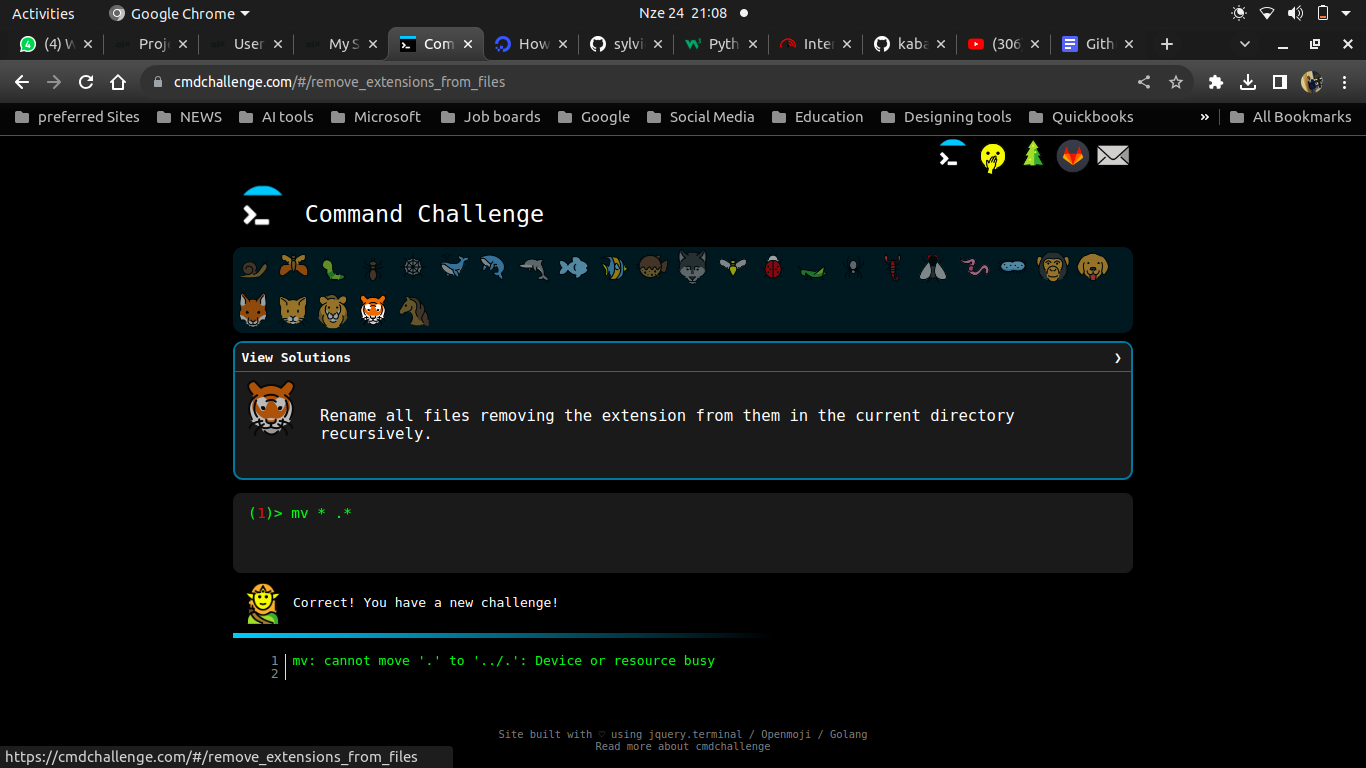 Activities Google Chrome Nze 24 21:08
(4) W Proj User My S Com How sylvi Pyth Inter kaba (306 Gith
cmdchallenge.com/#/remove_extensions_from_files
preferred Sites NEWS AI tools Microsoft Job boards Google Social Media Education Designing tools Quickbooks » All Bookmarks
Command Challenge
View Solutions ❯
Rename all files removing the extension from them in the current directory
recursively.
(1)> mv * .*
Correct! You have a new challenge!
1 mv: cannot move '.' to '../.': Device or resource busy
2
Site built with ♡ using jquery.terminal / Openmoji / Golang
Read more about cmdchallenge
https://cmdchallenge.com/#/remove_extensions_from_files